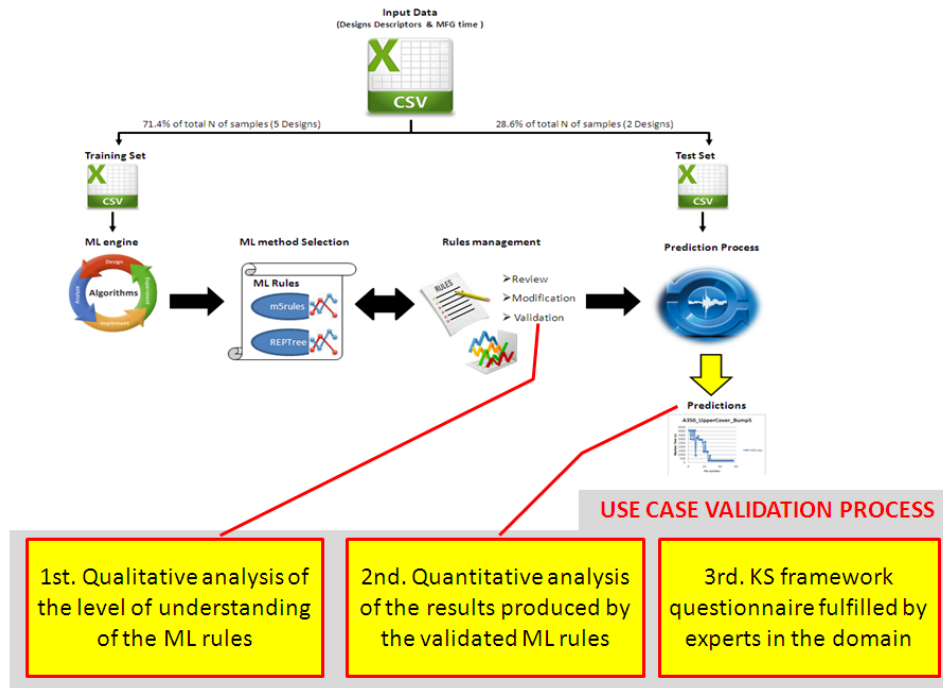 Input Data
(Designs Descriptors & MFG time )
X
CSV
71.4% of total N of samples (5 Designs)
28.6% of total N of samples (2 Designs)
Training Set
X
CSV
Test Set
X
CSV
ML engine
Design
Analyze
Algorithms
Implement
ML method Selection
ML Rules
m5rules
REPTree
Rules management
RULES
➢Review
➢Modification
➢Validation
Prediction Process
Predictions
A350_UpperCover_Bump5
USE CASE VALIDATION PROCESS
1st. Qualitative analysis of
the level of understanding
of the ML rules
2nd. Quantitative analysis
of the results produced by
the validated ML rules
3rd. KS framework
questionnaire fulfilled by
experts in the domain